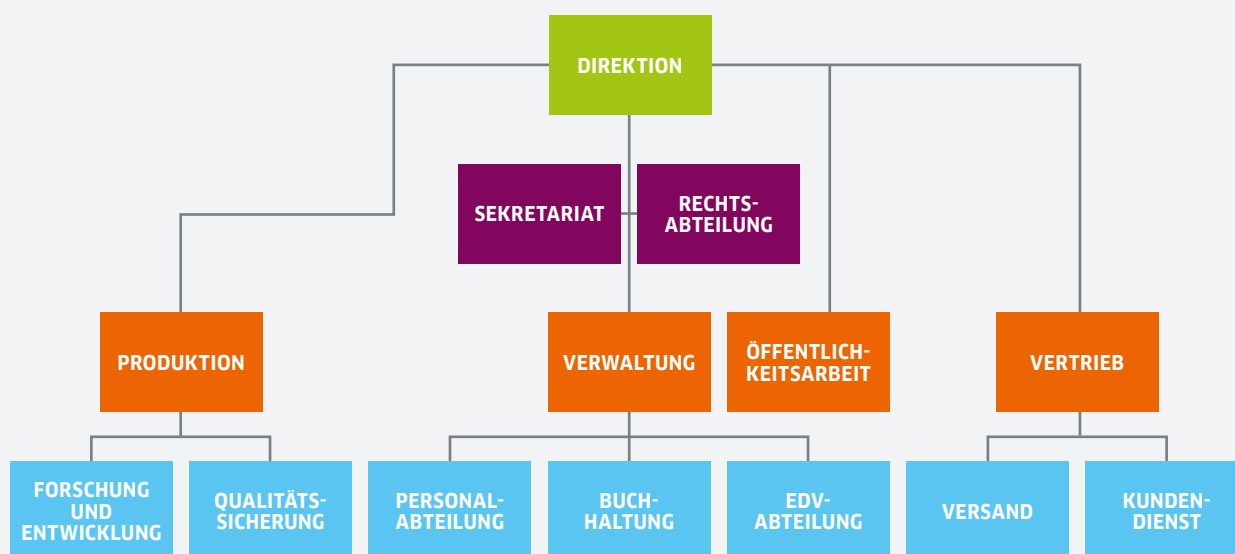 DIREKTION
SEKRETARIAT
RECHTS-
ABTEILUNG
PRODUKTION
VERWALTUNG
ÖFFENTLICH-
KEITSARBEIT
VERTRIEB
FORSCHUNG
UND
ENTWICKLUNG
QUALITÄTS-
SICHERUNG
PERSONAL-
ABTEILUNG
BUCH-
HALTUNG
EDV-
ABTEILUNG
VERSAND
KUNDEN-
DIENST